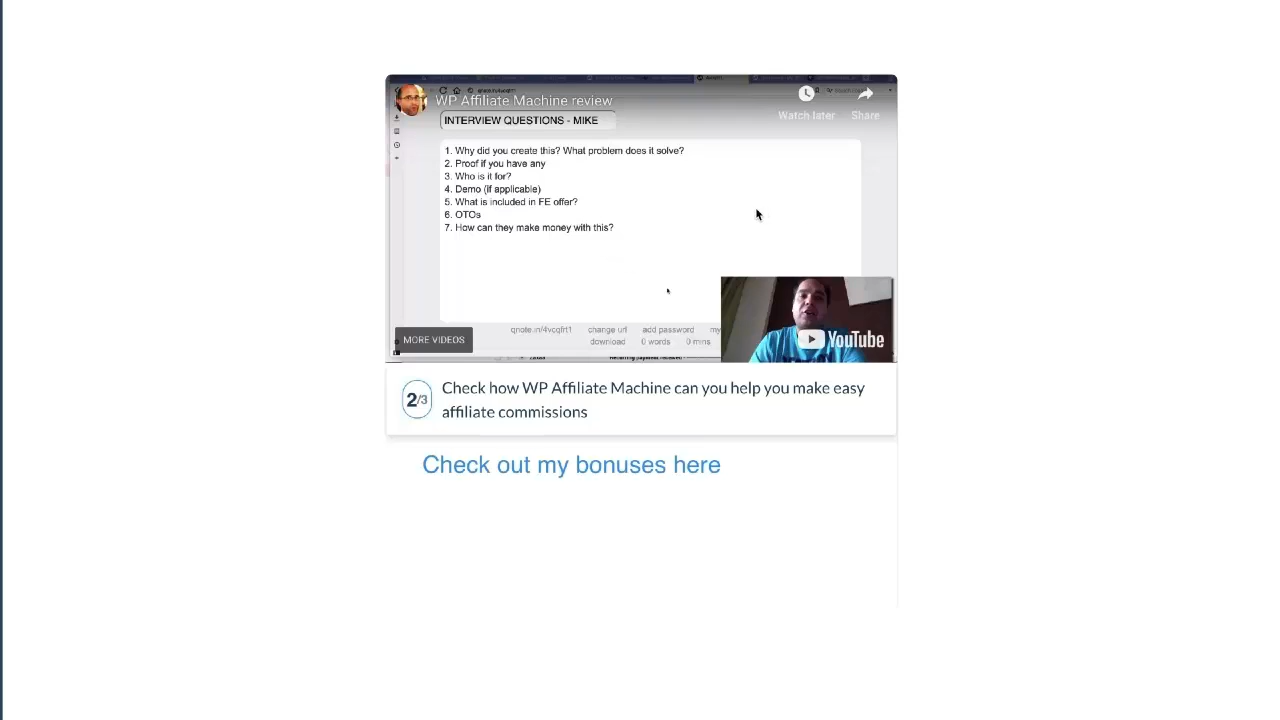 WP Affiliate Machine review
Watch later
Share
INTERVIEW QUESTIONS - MIKE
1. Why did you create this? What problem does it solve?
2. Proof if you have any
3. Who is it for?
4. Demo (if applicable)
5. What is included in FE offer?
6. OTOs
7. How can they make money with this?
qnote.in/4vcqfrt1 change url add password my
download 0 words 0 mins
MORE VIDEOS
YouTube
2/3
Check how WP Affiliate Machine can you help you make easy
affiliate commissions
Check out my bonuses here